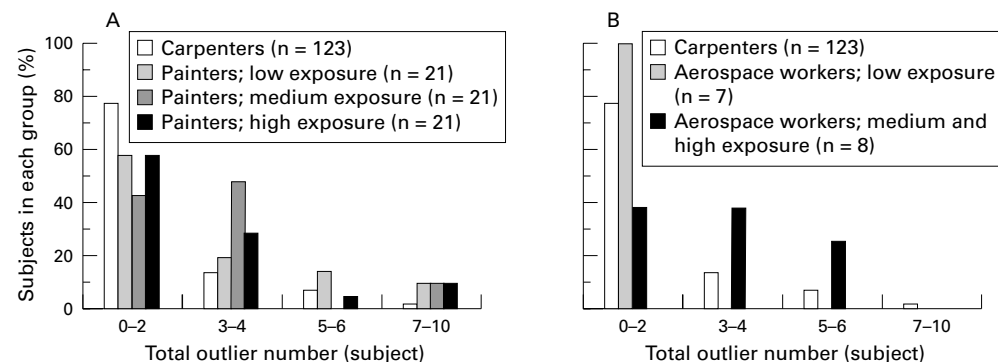 A
Carpenters (n = 123)
Painters; low exposure (n = 21)
Painters; medium exposure (n = 21)
Painters; high exposure (n = 21)
Subjects in each group (%)
100
80
60
40
20
0
0–2
3–4
5–6
7–10
Total outlier number (subject)
B
Carpenters (n = 123)
Aerospace workers; low exposure
(n = 7)
Aerospace workers; medium and
high exposure (n = 8)
0–2
3–4
5–6
7–10
Total outlier number (subject)